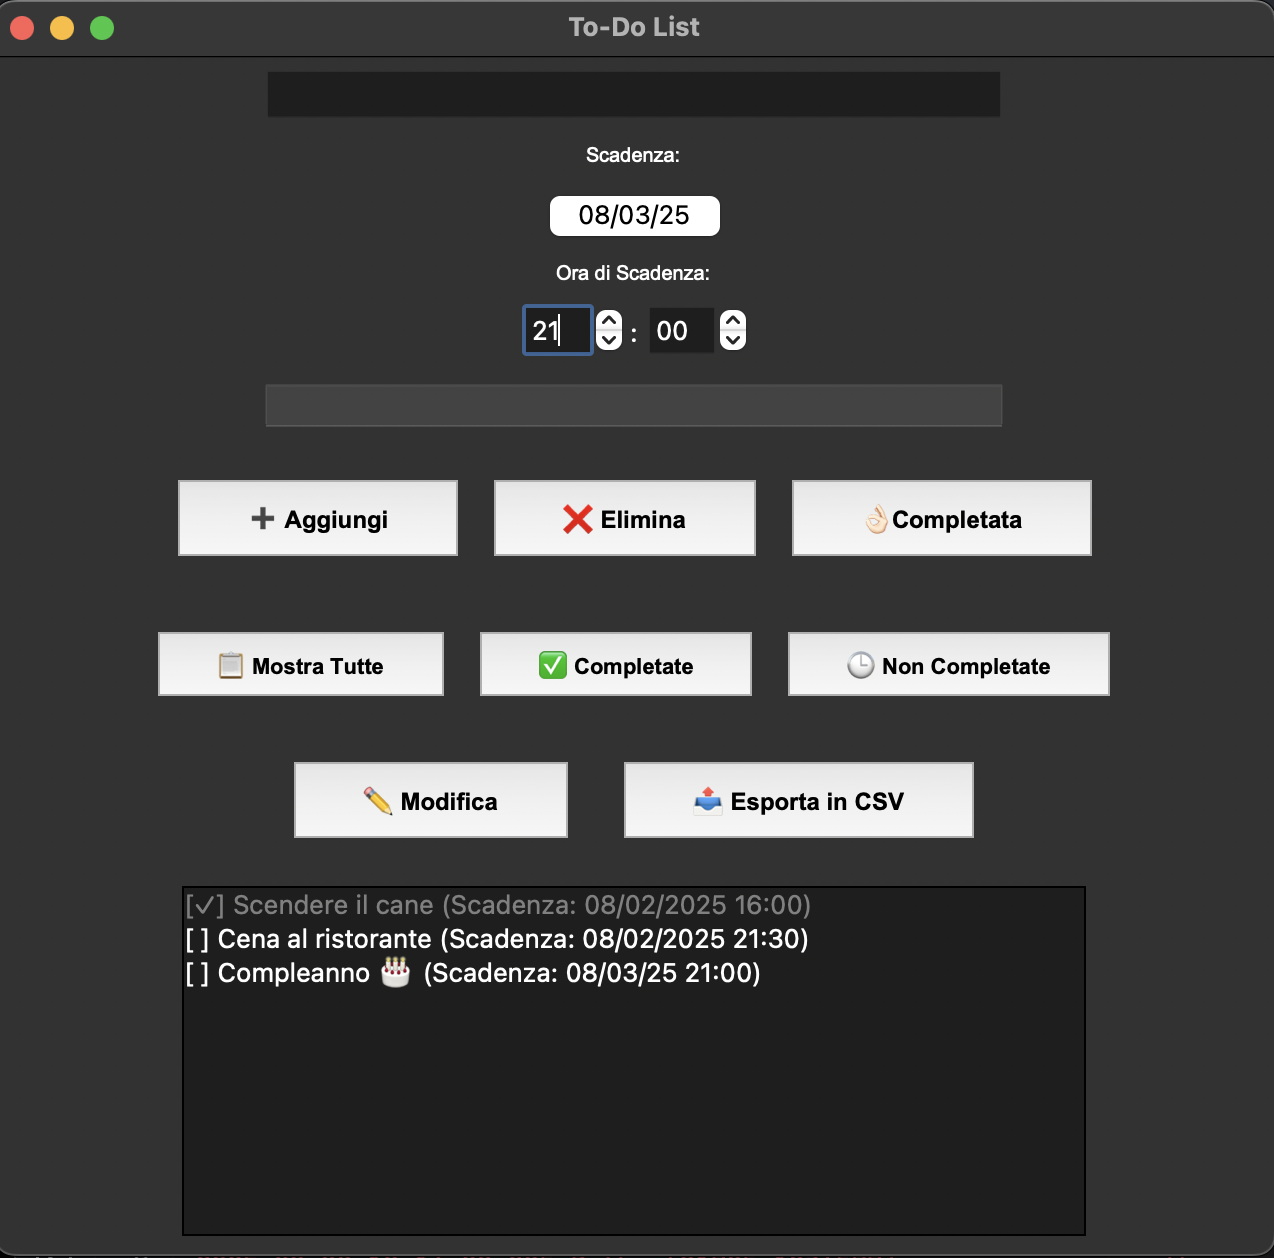 To-Do List
Scadenza:
08/03/25
Ora di Scadenza:
21 : 00
➕ Aggiungi
❌ Elimina
👌🏻Completata
📋 Mostra Tutte
✅ Completate
🕒 Non Completate
✏️ Modifica
📤 Esporta in CSV
[✓] Scendere il cane (Scadenza: 08/02/2025 16:00)
[ ] Cena al ristorante (Scadenza: 08/02/2025 21:30)
[ ] Compleanno 🎂 (Scadenza: 08/03/25 21:00)